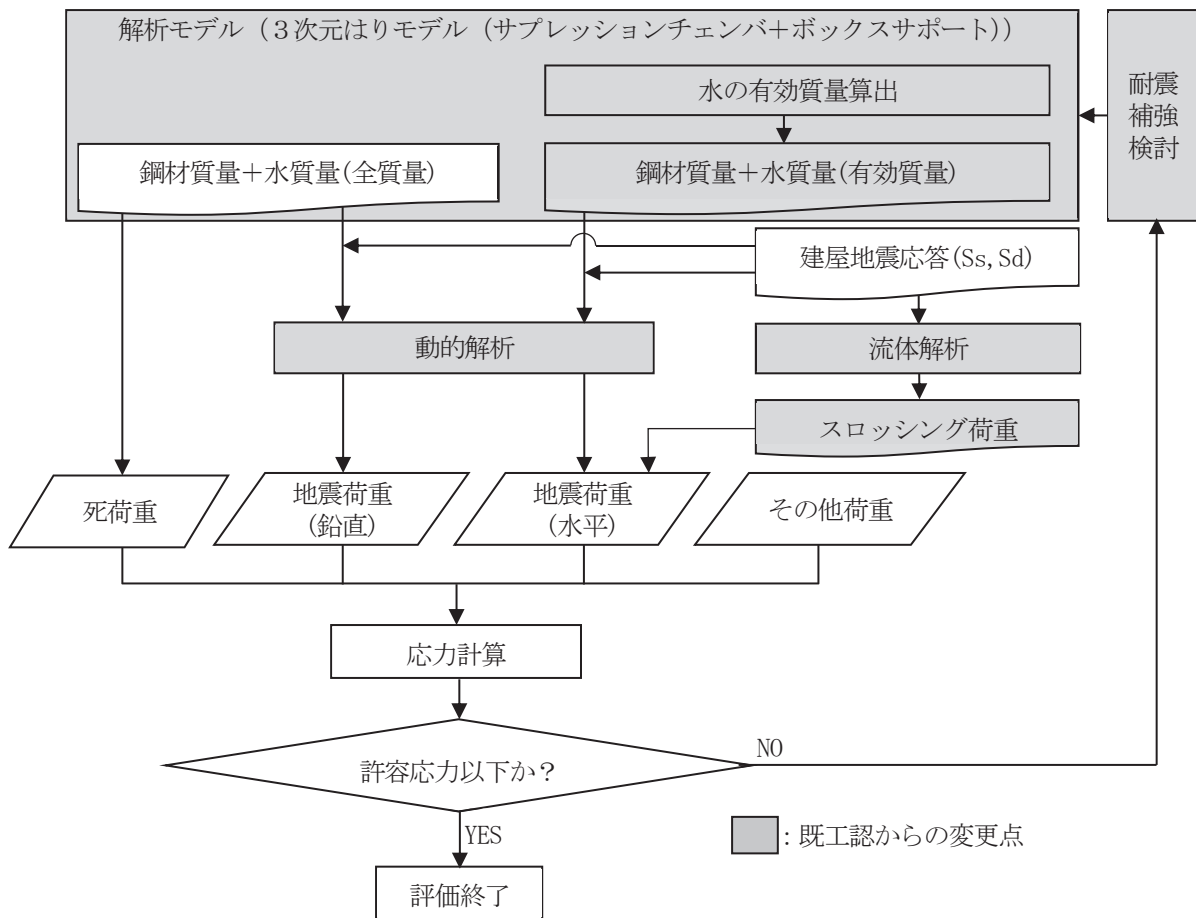 解析モデル（３次元はりモデル（サプレッションチェンバ＋ボックスサポート））
水の有効質量算出
耐震
補強
検討
鋼材質量＋水質量(全質量)
鋼材質量＋水質量(有効質量)
建屋地震応答(Ss, Sd)
動的解析
流体解析
スロッシング荷重
死荷重
地震荷重
(鉛直)
地震荷重
(水平)
その他荷重
応力計算
許容応力以下か？
NO
YES
：既工認からの変更点
評価終了